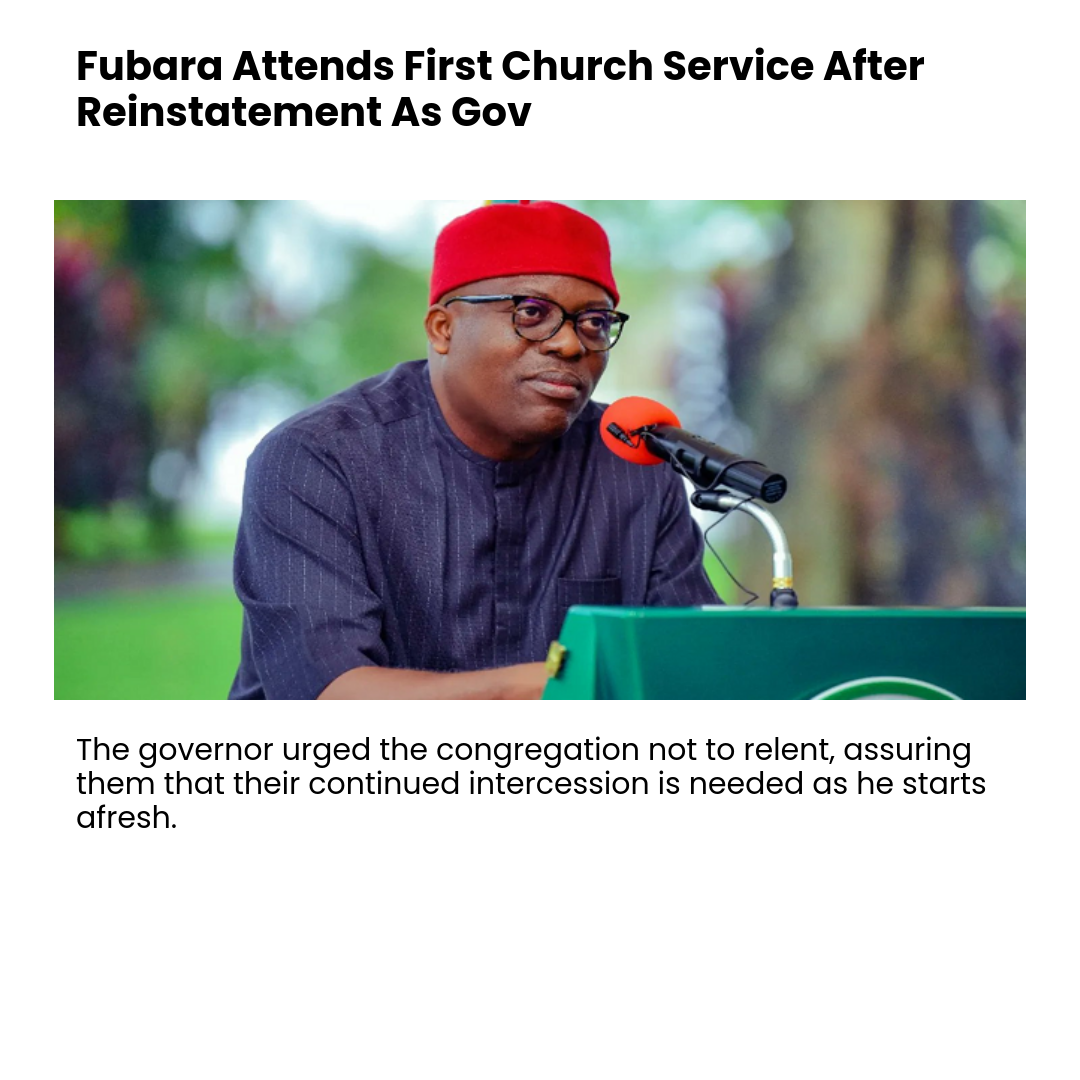 Fubara Attends First Church Service After
Reinstatement As Gov
The governor urged the congregation not to relent, assuring
them that their continued intercession is needed as he starts
afresh.